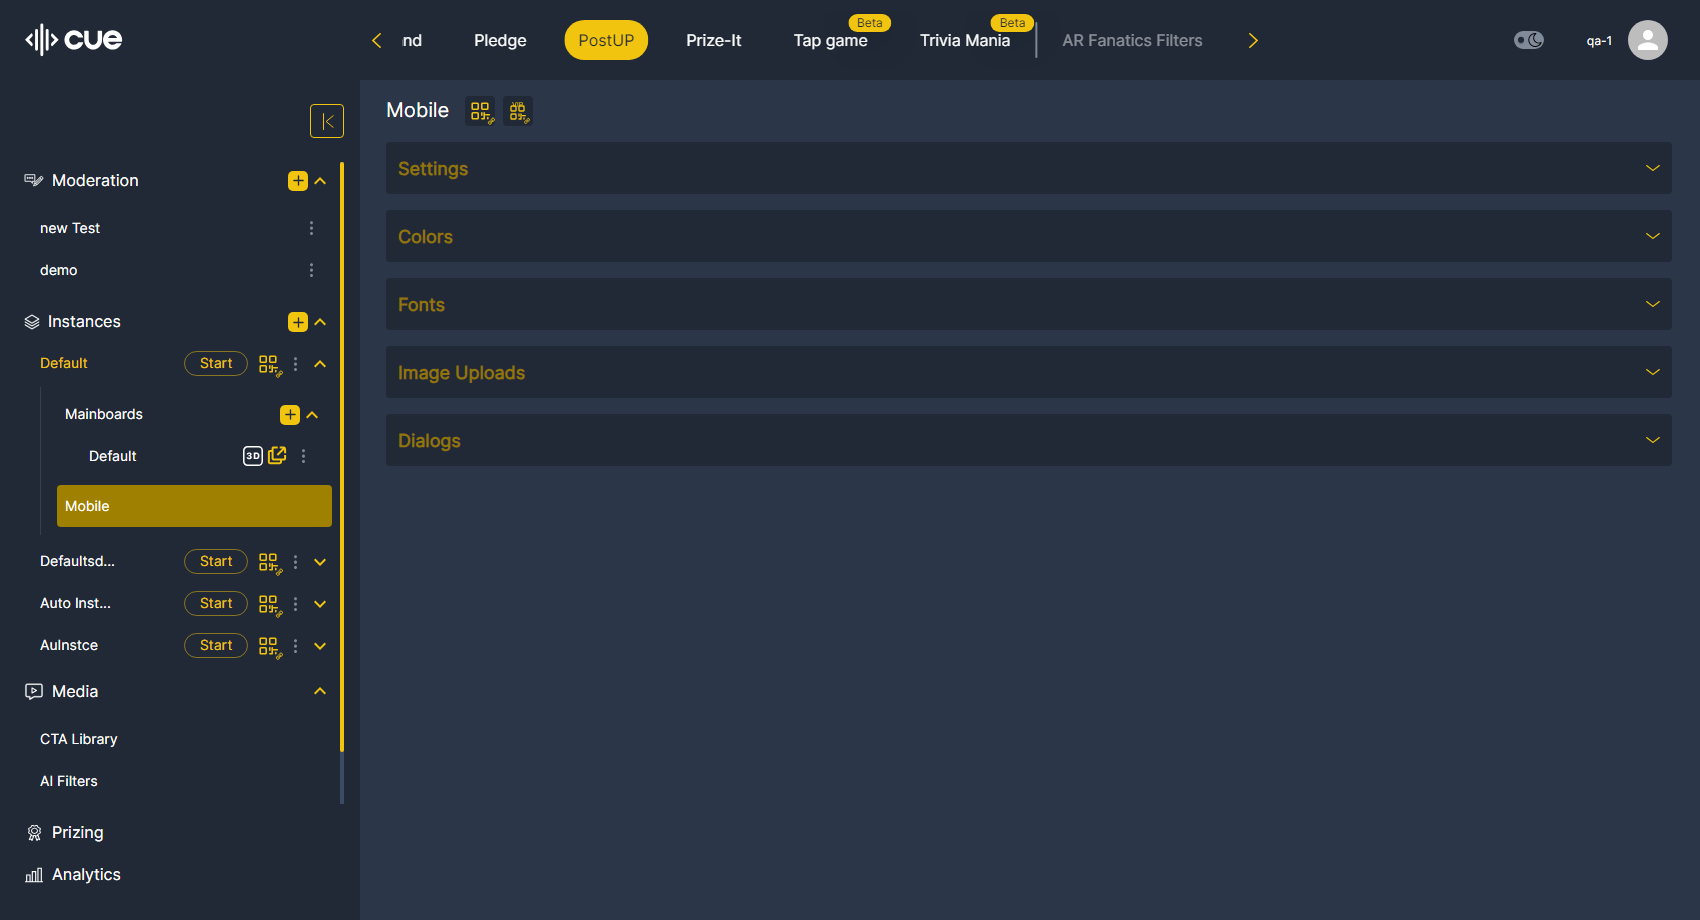 cue
nd
Pledge
PostUP
Prize-It
Tap game
Beta
Trivia Mania
Beta
AR Fanatics Filters
qa-1
Moderation
new Test
demo
Instances
Default
Start
Mainboards
Default
3D
Mobile
Defaultsd...
Start
Auto Inst...
Start
AuInstce
Start
Media
CTA Library
AI Filters
Prizing
Analytics
Mobile
Settings
Colors
Fonts
Image Uploads
Dialogs